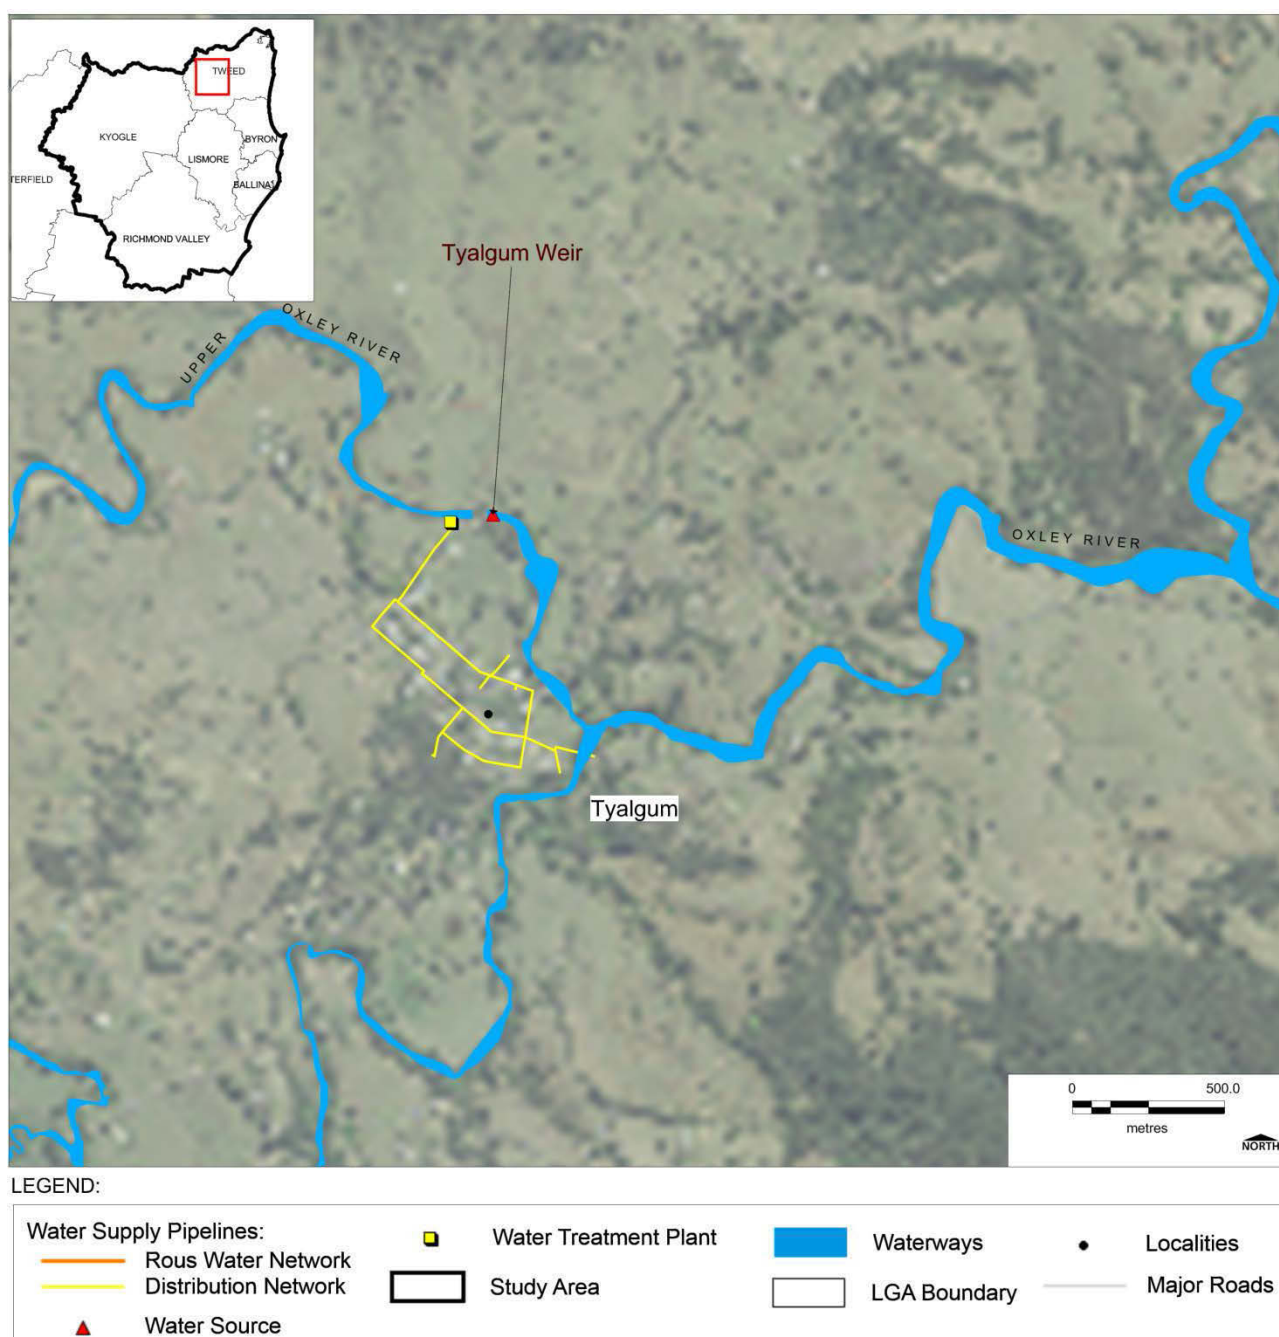 TWEED
KYOGLE
BYRON
LISMORE
TERFIELD
BALLINA
RICHMOND VALLEY
Tyalgum Weir
UPPER OXLEY RIVER
OXLEY RIVER
Tyalgum
0 500.0
metres
NORTH
LEGEND:
Water Supply Pipelines:
Rous Water Network
Distribution Network
Water Source
Water Treatment Plant
Study Area
Waterways
LGA Boundary
Localities
Major Roads